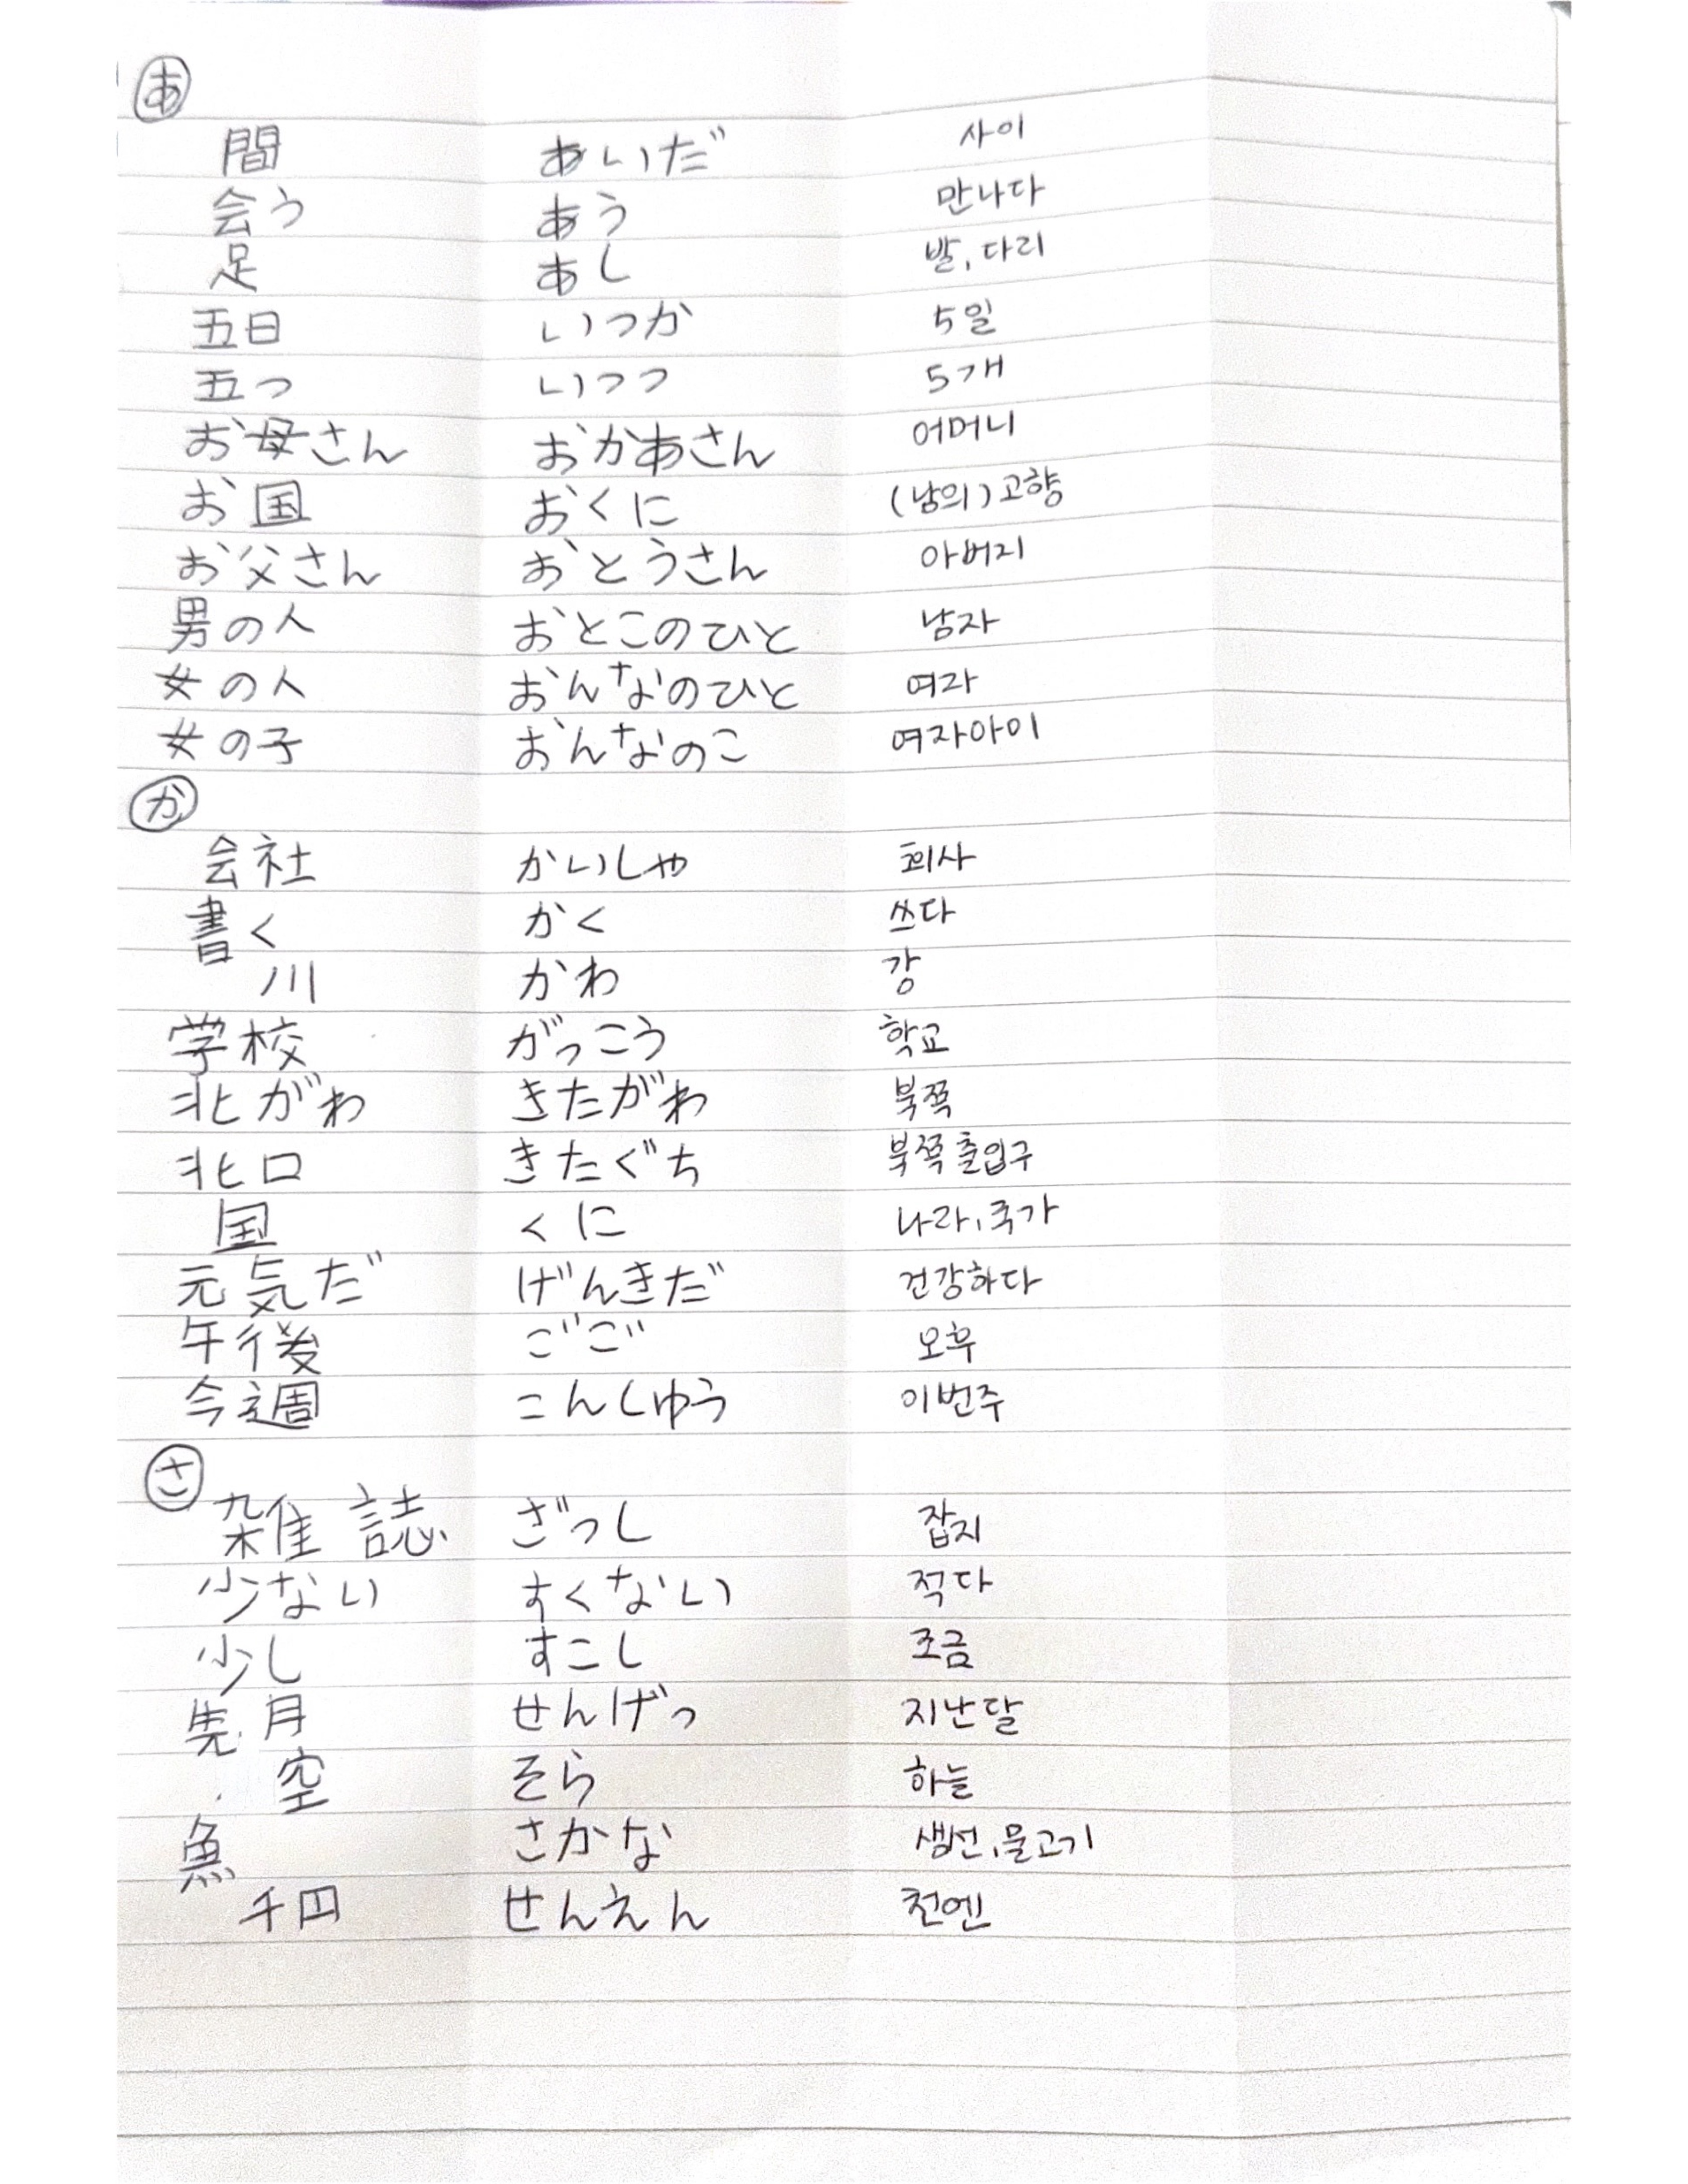 あ
間 あいだ 사이
会う あう 만나다
足 あし 발, 다리
五日 いつか 5일
五つ いつつ 5개
お母さん おかあさん 어머니
お国 おくに (남의) 고향
お父さん おとうさん 아버지
男の人 おとこのひと 남자
女の人 おんなのひと 여자
女の子 おんなのこ 여자아이
か
会社 かいしゃ 회사
書く かく 쓰다
川 かわ 강
学校 がっこう 학교
北がわ きたがわ 북쪽
北口 きたぐち 북쪽 출입구
国 くに 나라, 국가
元気だ げんきだ 건강하다
午後 ごご 오후
今週 こんしゅう 이번주
さ
雑誌 ざっし 잡지
少ない すくない 적다
少し すこし 조금
先月 せんげつ 지난달
空 そら 하늘
魚 さかな 생선, 물고기
千円 せんえん 천엔